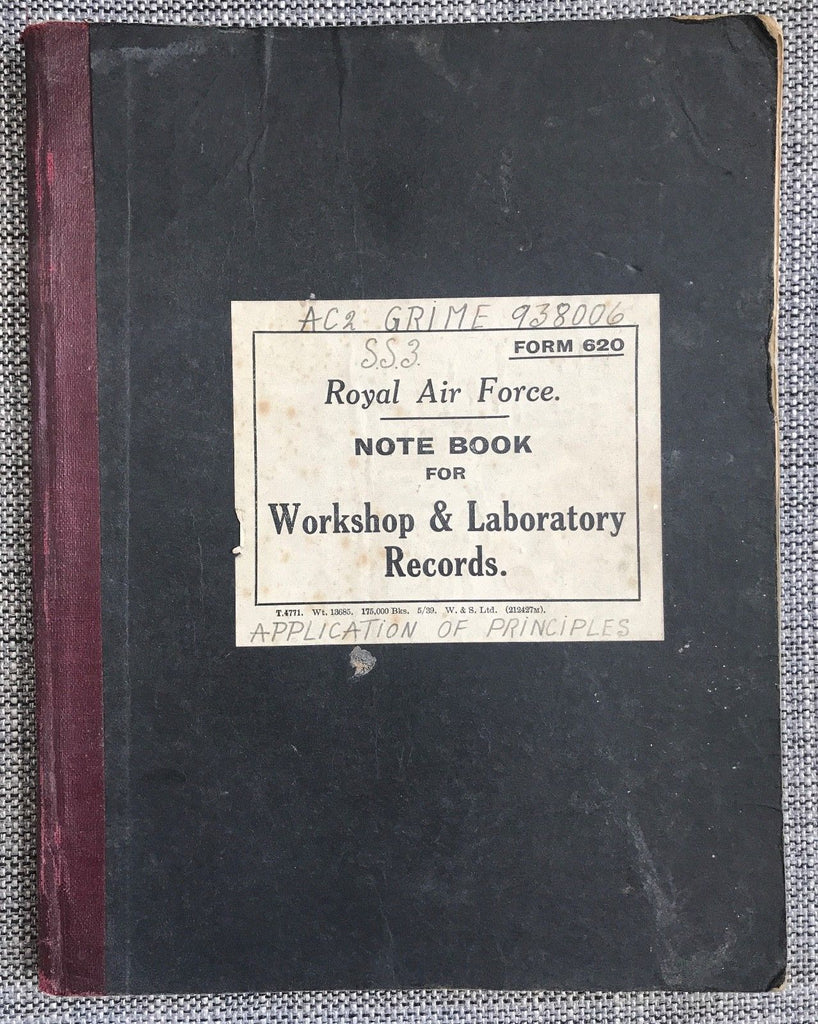 AC2 GRIME 938006
S.S.3.
FORM 620
Royal Air Force.
NOTE BOOK
FOR
Workshop & Laboratory
Records.
T.4771. Wt. 13685. 175,000 Bks. 5/39. W. & S. Ltd. (212427M).
APPLICATION OF PRINCIPLES